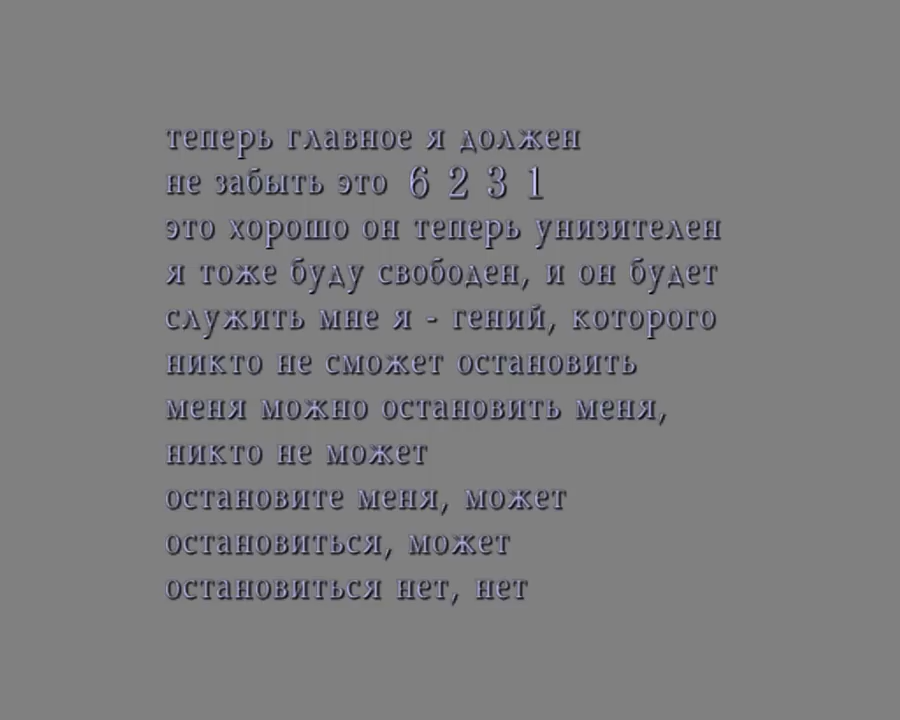 теперь главное я должен
не забыть это 6 2 3 1
это хорошо он теперь унизителен
я тоже буду свободен, и он будет
служить мне я - гений, которого
никто не сможет остановить
меня можно остановить меня,
никто не может
остановите меня, может
остановиться, может
остановиться нет, нет